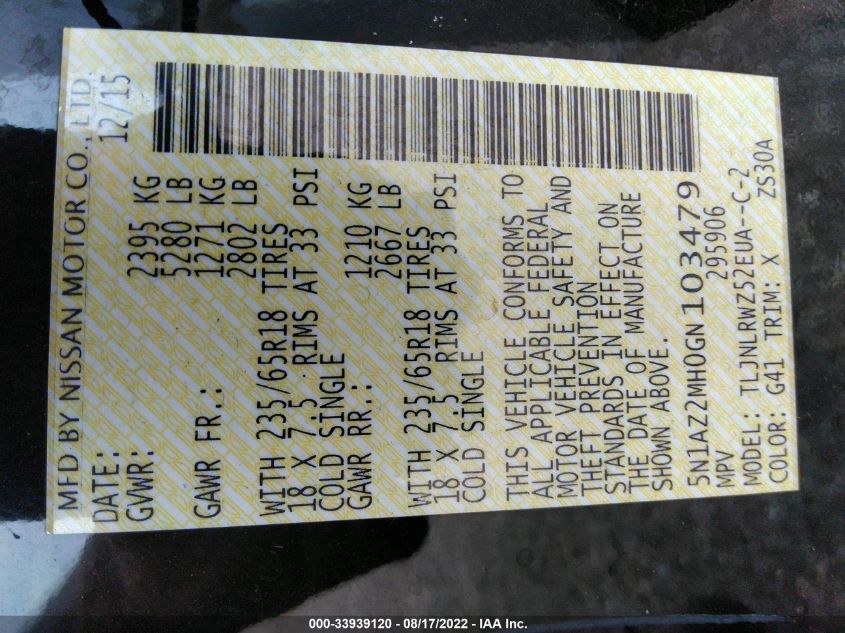 MFD BY NISSAN MOTOR CO., LTD.
DATE: 12/15
GVWR: 2395 KG
5280 LB
GAWR FR.: 1271 KG
2802 LB
WITH 235/65R18 TIRES
18 X 7.5 RIMS AT 33 PSI
COLD SINGLE
GAWR RR.: 1210 KG
2667 LB
WITH 235/65R18 TIRES
18 X 7.5 RIMS AT 33 PSI
COLD SINGLE
THIS VEHICLE CONFORMS TO
ALL APPLICABLE FEDERAL
MOTOR VEHICLE SAFETY AND
THEFT PREVENTION
STANDARDS IN EFFECT ON
THE DATE OF MANUFACTURE
SHOWN ABOVE.
5N1AZ2MH0GN103479
MPV 295906
MODEL: TLJNLRWZ52EUA--C-2
COLOR: G41 TRIM: X ZS30A
000-33939120 - 08/17/2022 - IAA Inc.